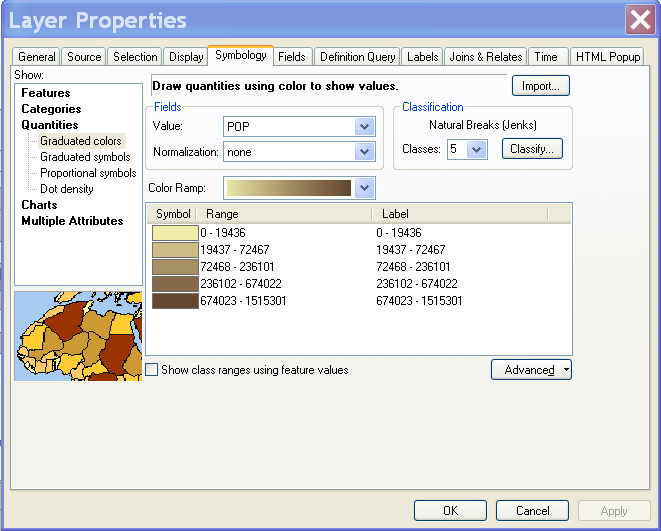 Layer Properties
General Source Selection Display Symbology Fields Definition Query Labels Joins & Relates Time HTML Popup
Show:
Features
Categories
Quantities
Graduated colors
Graduated symbols
Proportional symbols
Dot density
Charts
Multiple Attributes
Draw quantities using color to show values.
Import...
Fields
Value: POP
Normalization: none
Classification
Natural Breaks (Jenks)
Classes: 5 Classify...
Color Ramp:
Symbol Range Label
0 - 19436 0 - 19436
19437 - 72467 19437 - 72467
72468 - 236101 72468 - 236101
236102 - 674022 236102 - 674022
674023 - 1515301 674023 - 1515301
Show class ranges using feature values
Advanced
OK Cancel Apply